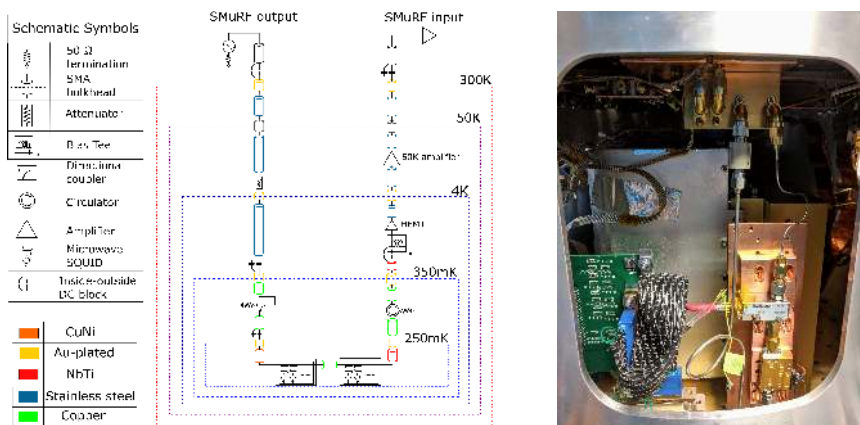 SMuRF output
SMuRF input
Schematic Symbols
50 Ω
termination
SMA
bulkhead
Attenuator
Bias Tee
Directional
coupler
Circulator
Amplifier
Microwave
SQUID
Inside-outside
DC block
CuNi
Au-plated
NbTi
Stainless steel
Copper
300K
50K
50K amplifier
4K
HEMT
350mK
250mK